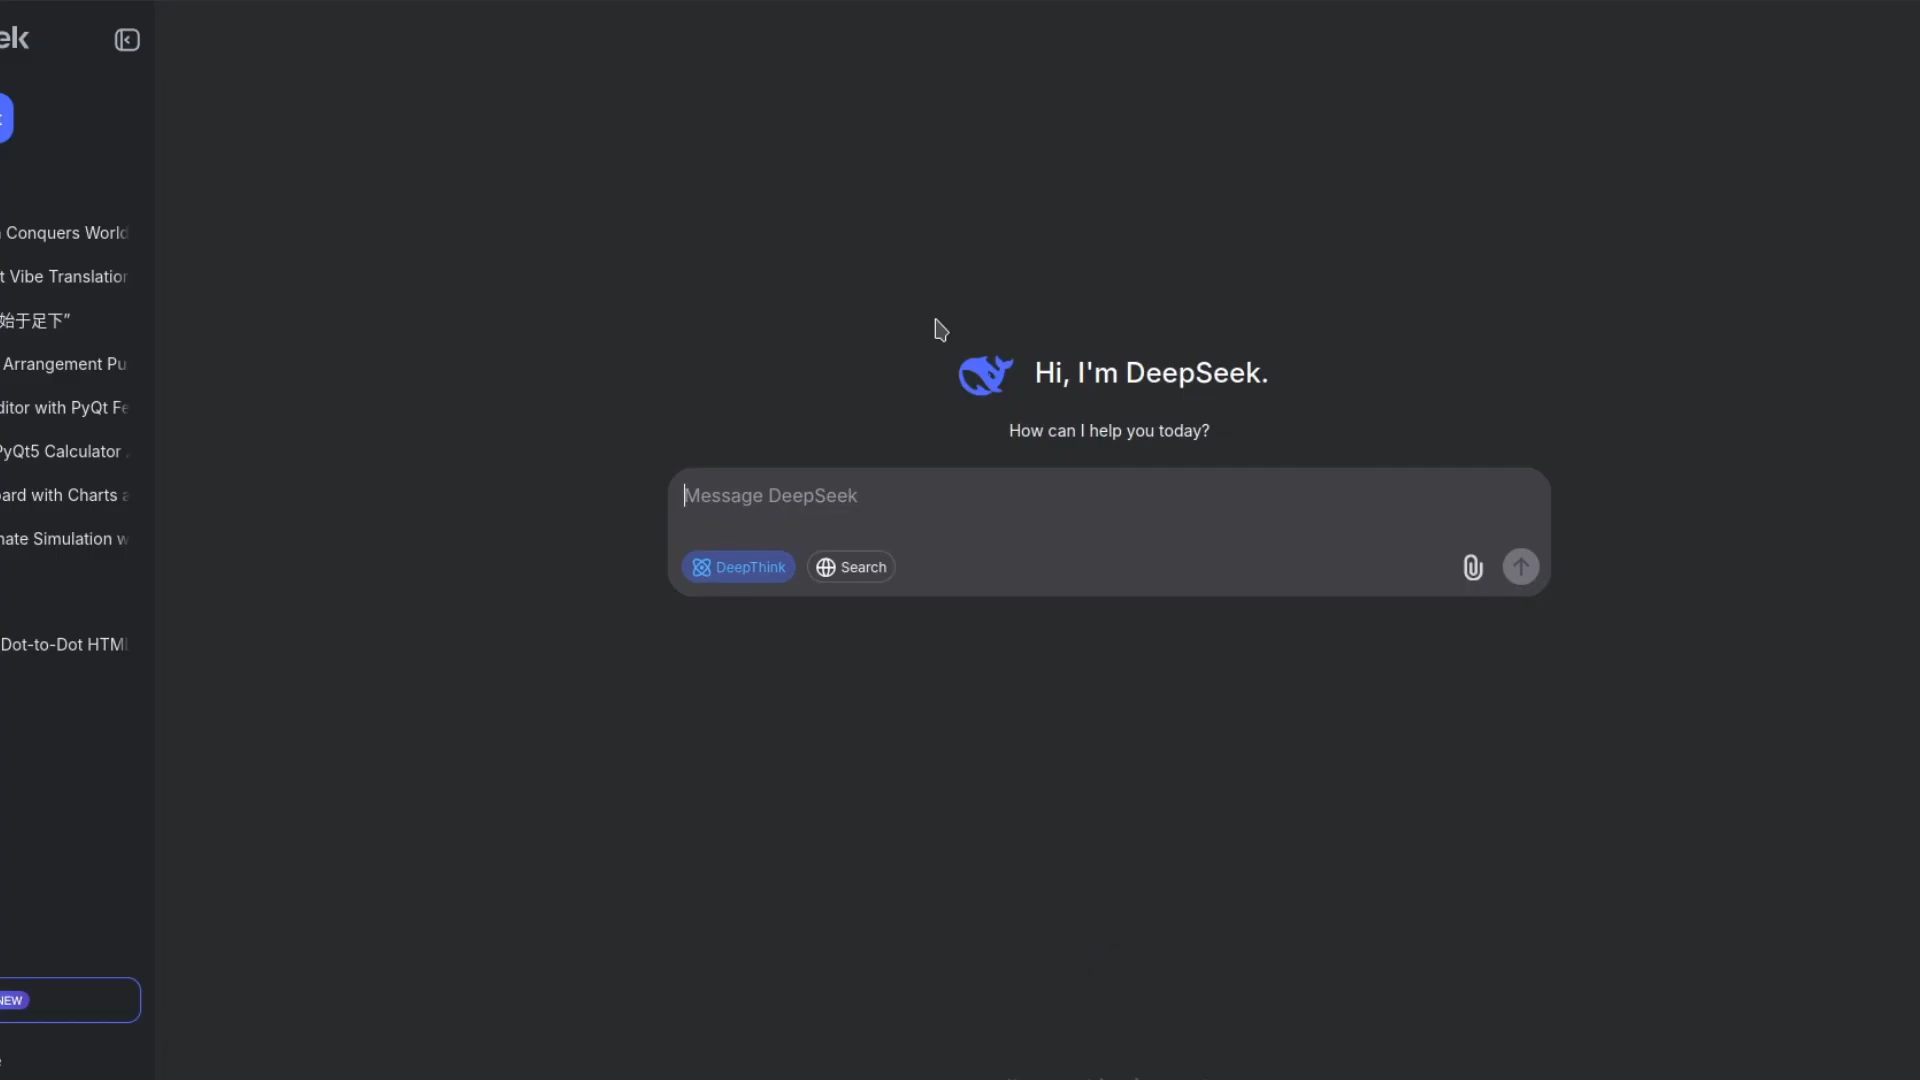 ek
Conquers World
t Vibe Translation
始于足下”
Arrangement Pu
ditor with PyQt Fe
PyQt5 Calculator
ard with Charts a
nate Simulation w
Dot-to-Dot HTML
NEW
Hi, I'm DeepSeek.
How can I help you today?
Message DeepSeek
DeepThink
Search